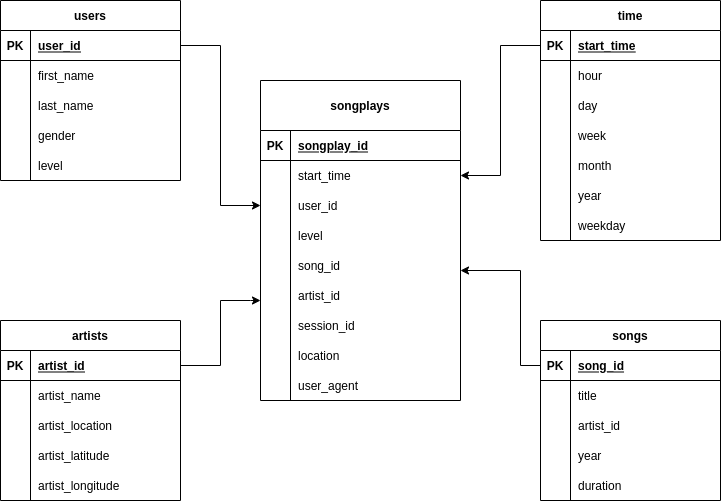 users
PK user_id
first_name
last_name
gender
level
time
PK start_time
hour
day
week
month
year
weekday
songplays
PK songplay_id
start_time
user_id
level
song_id
artist_id
session_id
location
user_agent
artists
PK artist_id
artist_name
artist_location
artist_latitude
artist_longitude
songs
PK song_id
title
artist_id
year
duration